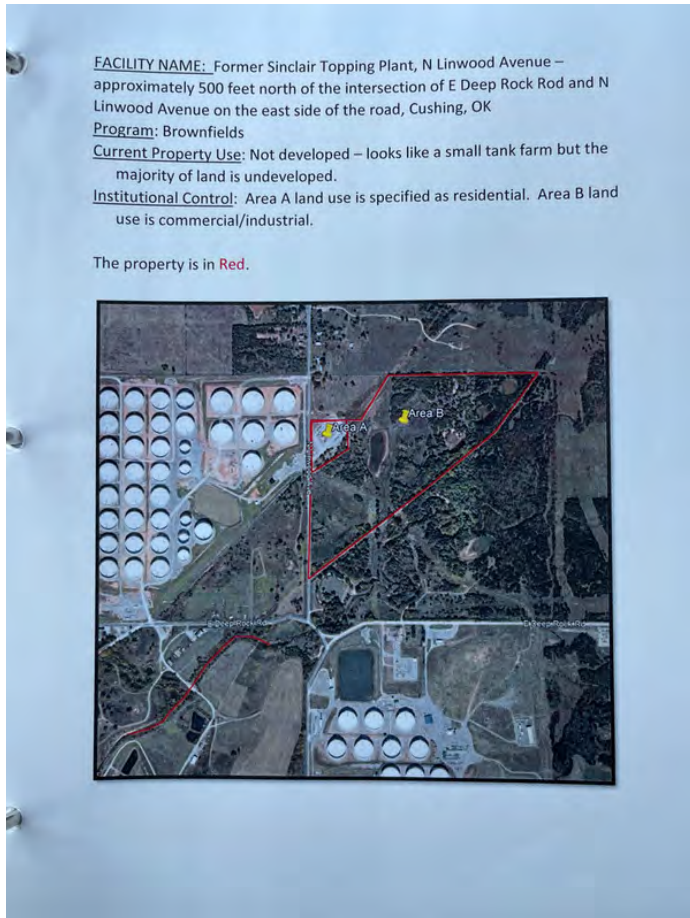 FACILITY NAME: Former Sinclair Topping Plant, N Linwood Avenue –
approximately 500 feet north of the intersection of E Deep Rock Rod and N
Linwood Avenue on the east side of the road, Cushing, OK
Program: Brownfields
Current Property Use: Not developed – looks like a small tank farm but the
majority of land is undeveloped.
Institutional Control: Area A land use is specified as residential. Area B land
use is commercial/industrial.
The property is in Red.
Area B
Area A
E Deep Rock Rd
E Deep Rock Rd